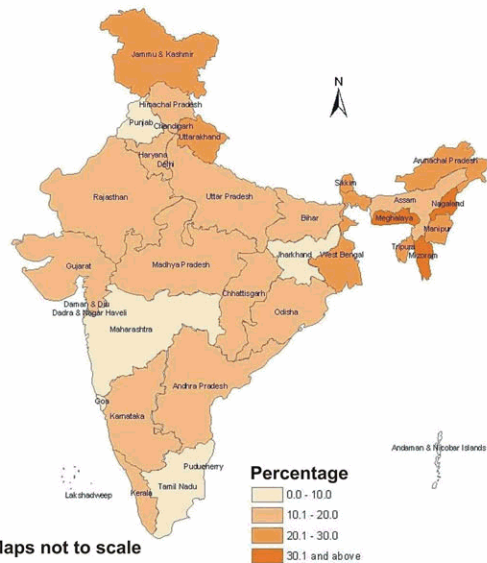 Jammu & Kashmir
N
Himachal Pradesh
Punjab
Chandigarh
Uttarakhand
Haryana
Delhi
Arunachal Pradesh
Rajasthan
Uttar Pradesh
Sikkim
Assam
Nagaland
Bihar
Meghalaya
Manipur
Jharkhand
West Bengal
Tripura
Mizoram
Gujarat
Madhya Pradesh
Chhattisgarh
Daman & Diu
Dadra & Nagar Haveli
Odisha
Maharashtra
Andhra Pradesh
Goa
Karnataka
Andaman & Nicobar Islands
Puducherry
Percentage
Lakshadweep
Kerala
Tamil Nadu
0.0 - 10.0
10.1 - 20.0
20.1 - 30.0
30.1 and above
laps not to scale